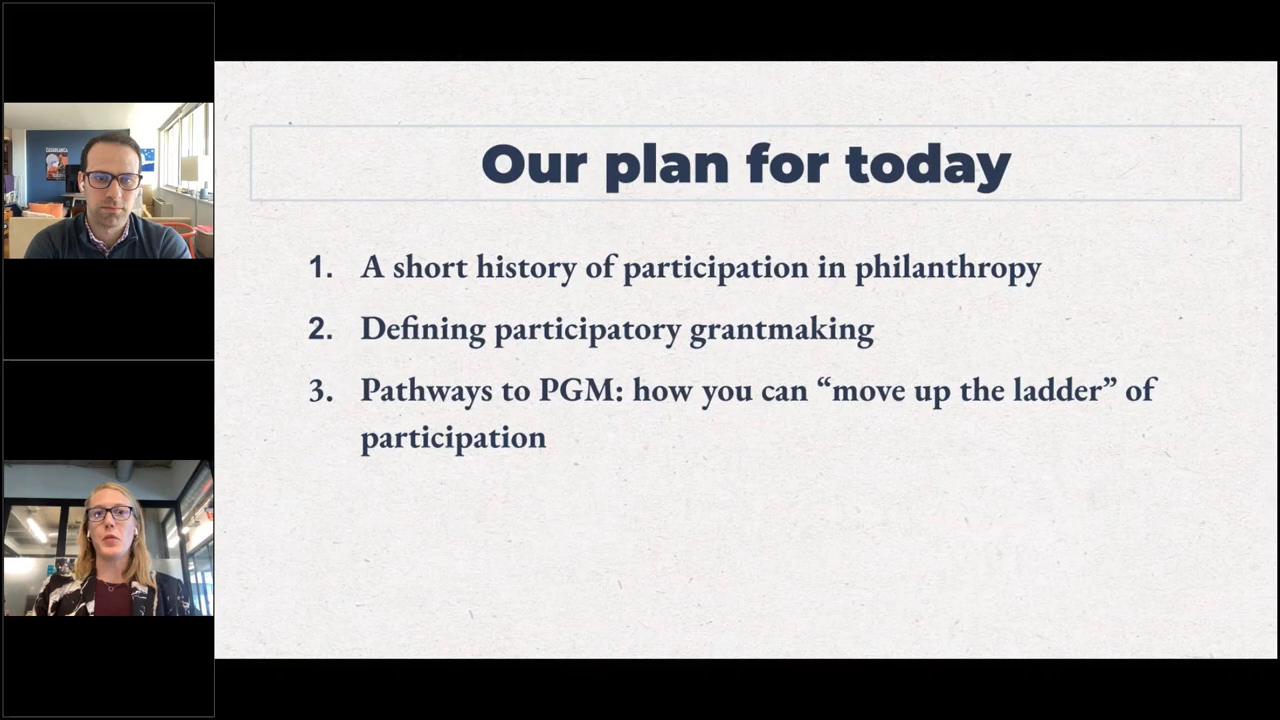 Our plan for today
1. A short history of participation in philanthropy
2. Defining participatory grantmaking
3. Pathways to PGM: how you can “move up the ladder” of
participation
CASABLANCA